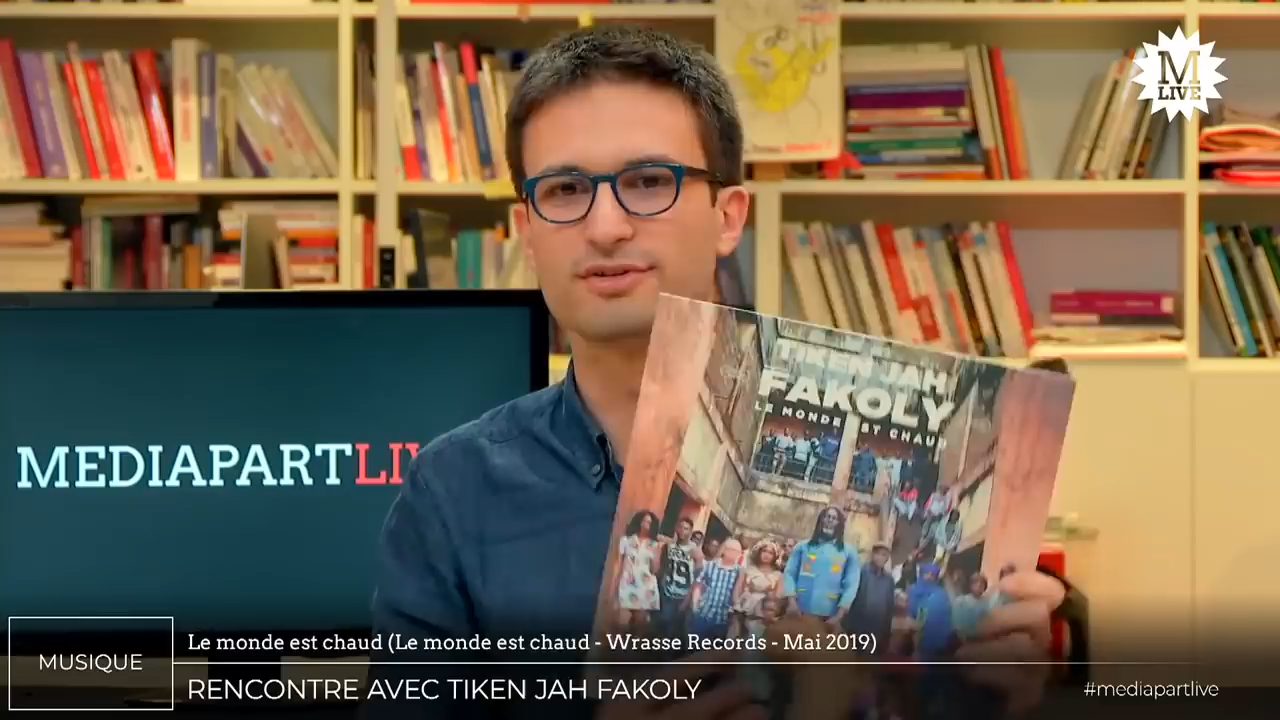 M
LIVE
TIKEN JAH
FAKOLY
LE MONDE EST CHAUD
MEDIAPARTLIV
Le monde est chaud (Le monde est chaud - Wrasse Records - Mai 2019)
MUSIQUE
RENCONTRE AVEC TIKEN JAH FAKOLY
#mediapartlive